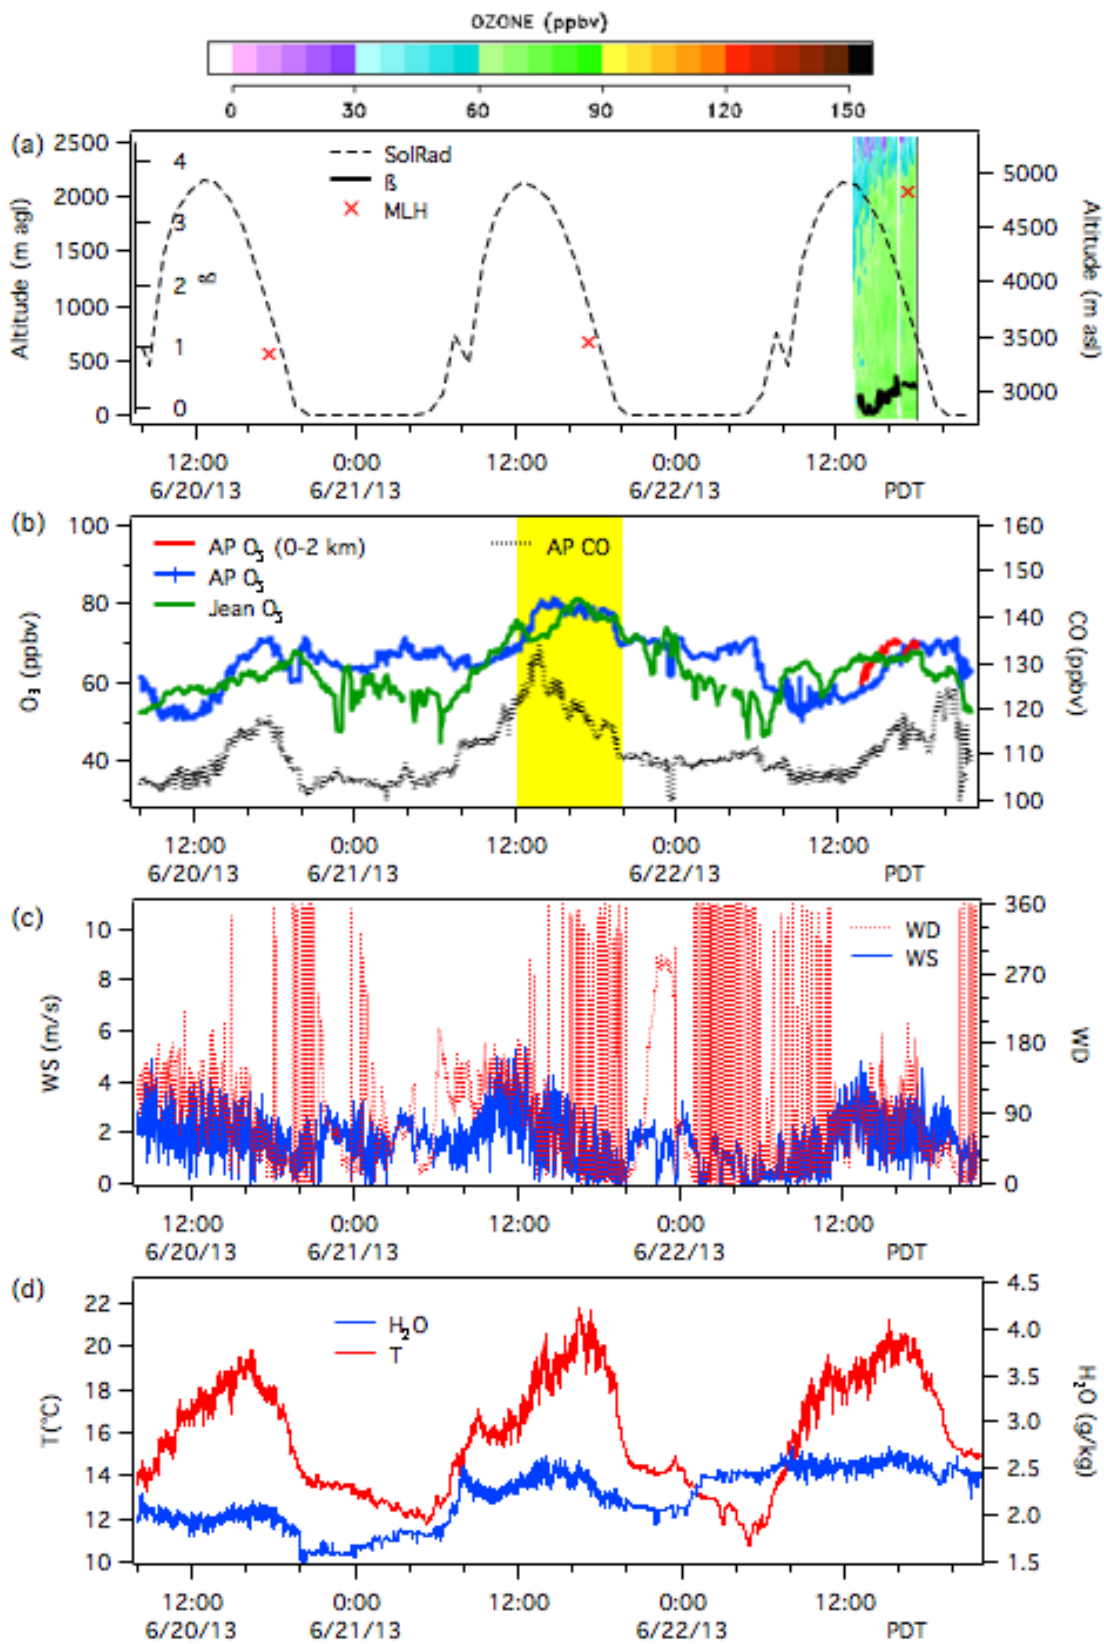 OZONE (ppbv)
0 30 60 90 120 150
(a)
Altitude (m agl)
2500
2000
1500
1000
500
0
4
3
2
1
0
ß
SolRad
ß
MLH
5000
4500
4000
3500
3000
Altitude (m asl)
12:00 0:00 12:00 0:00 12:00
6/20/13 6/21/13 6/22/13 PDT
(b)
O3 (ppbv)
100
80
60
40
AP O3 (0-2 km)
AP O3
Jean O3
AP CO
160
150
140
130
120
110
100
CO (ppbv)
12:00 0:00 12:00 0:00 12:00
6/20/13 6/21/13 6/22/13 PDT
(c)
WS (m/s)
10
8
6
4
2
0
WD
WS
360
270
180
90
0
WD
12:00 0:00 12:00 0:00 12:00
6/20/13 6/21/13 6/22/13 PDT
(d)
T(°C)
22
20
18
16
14
12
10
H2O
T
4.5
4.0
3.5
3.0
2.5
2.0
1.5
H2O (g/kg)
12:00 0:00 12:00 0:00 12:00
6/20/13 6/21/13 6/22/13 PDT